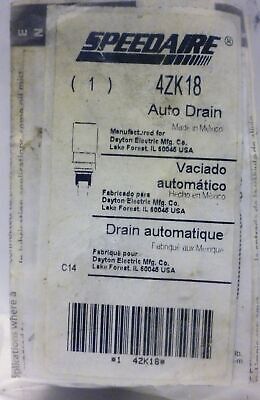 SPEEDAIRE®
( 1 ) 4ZK18
Auto Drain
Made in Mexico
Manufactured for
Dayton Electric Mfg. Co.
Lake Forest, IL 60045 USA
Vaciado
automático
Hecho en México
Fabricado para
Dayton Electric Mfg. Co.
Lake Forest, IL 60045 USA
Drain automatique
Fabriqué aux Mexique
Fabriqué pour
Dayton Electric Mfg. Co.
Lake Forest, IL 60045 USA
C14
*1 4ZK18*